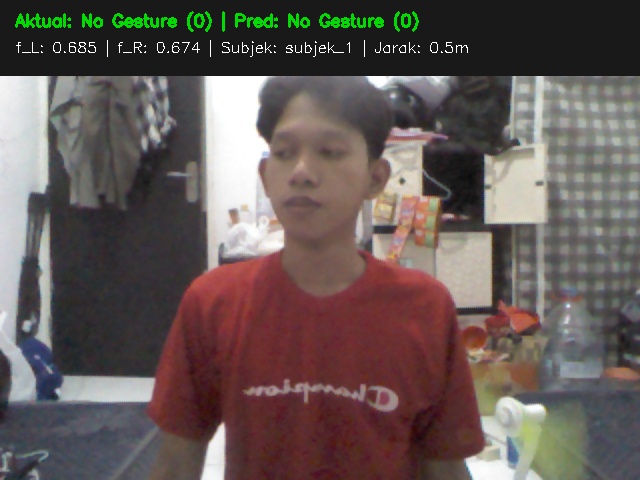 Aktual: No Gesture (0) | Pred: No Gesture (0)
f_L: 0.685 | f_R: 0.674 | Subjek: subjek_1 | Jarak: 0.5m
Champion